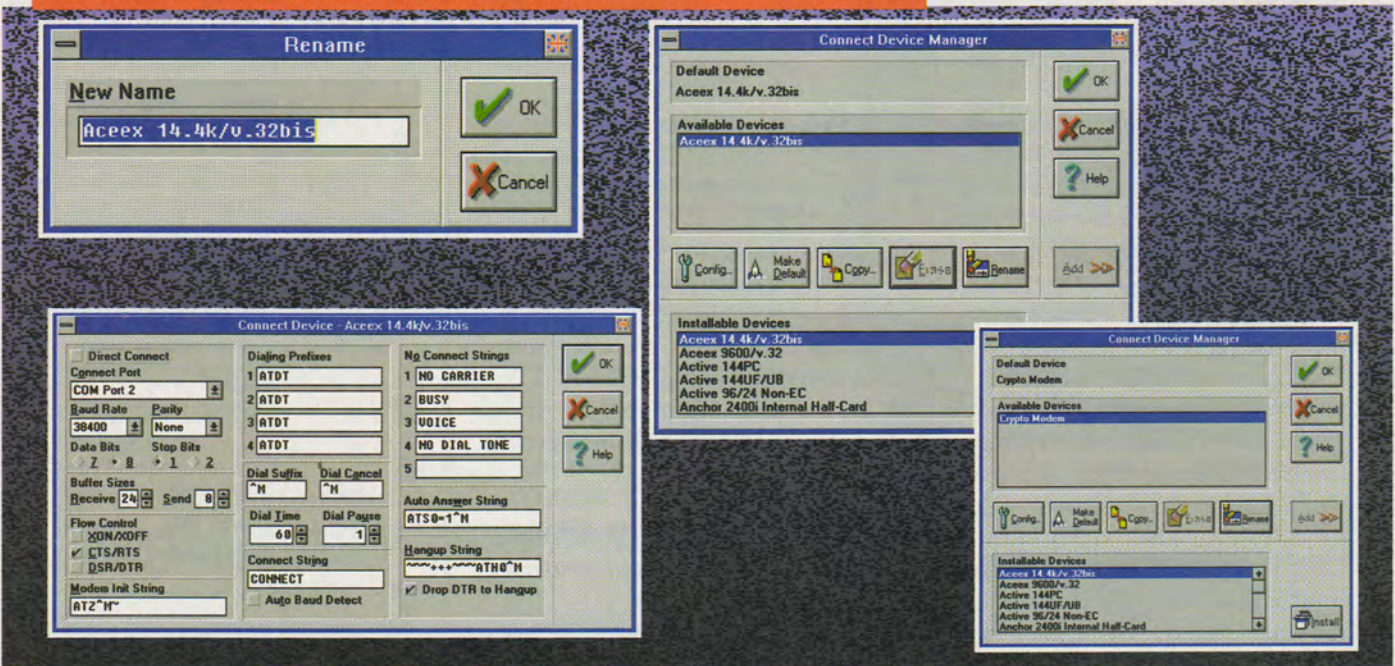 Rename
New Name
Aceex 14.4k/v.32bis
OK
Cancel
Connect Device Manager
Default Device
Aceex 14.4k/v.32bis
Available Devices
Aceex 14.4k/v.32bis
OK
Cancel
Help
Config..
Make Default
Copy..
Erase
Rename
Add >>
Installable Devices
Aceex 14.4k/v.32bis
Aceex 9600/v.32
Active 144PC
Active 144UF/UB
Active 96/24 Non-EC
Anchor 2400i Internal Half-Card
Connect Device - Aceex 14.4k/v.32bis
Direct Connect
Connect Port
COM Port 2
Baud Rate Parity
38400 None
Data Bits Stop Bits
7 8 1 2
Buffer Sizes
Receive 24 Send 8
Flow Control
XON/XOFF
CTS/RTS
DSR/DTR
Modem Init String
ATZ^M~
Dialing Prefixes
1 ATDT
2 ATDT
3 ATDT
4 ATDT
Dial Suffix Dial Cancel
^M ^M
Dial Time Dial Pause
60 1
Connect String
CONNECT
Auto Baud Detect
No Connect Strings
1 NO CARRIER
2 BUSY
3 VOICE
4 NO DIAL TONE
5
Auto Answer String
ATS0=1^M
Hangup String
~~~~+++~~~~ATH0^M
Drop DTR to Hangup
OK
Cancel
Help
Connect Device Manager
Default Device
Crypto Modem
Available Devices
Crypto Modem
OK
Cancel
Help
Config..
Make Default
Copy..
Erase
Rename
Add >>
Installable Devices
Aceex 14.4k/v.32bis
Aceex 9600/v.32
Active 144PC
Active 144UF/UB
Active 96/24 Non-EC
Anchor 2400i Internal Half-Card
Install